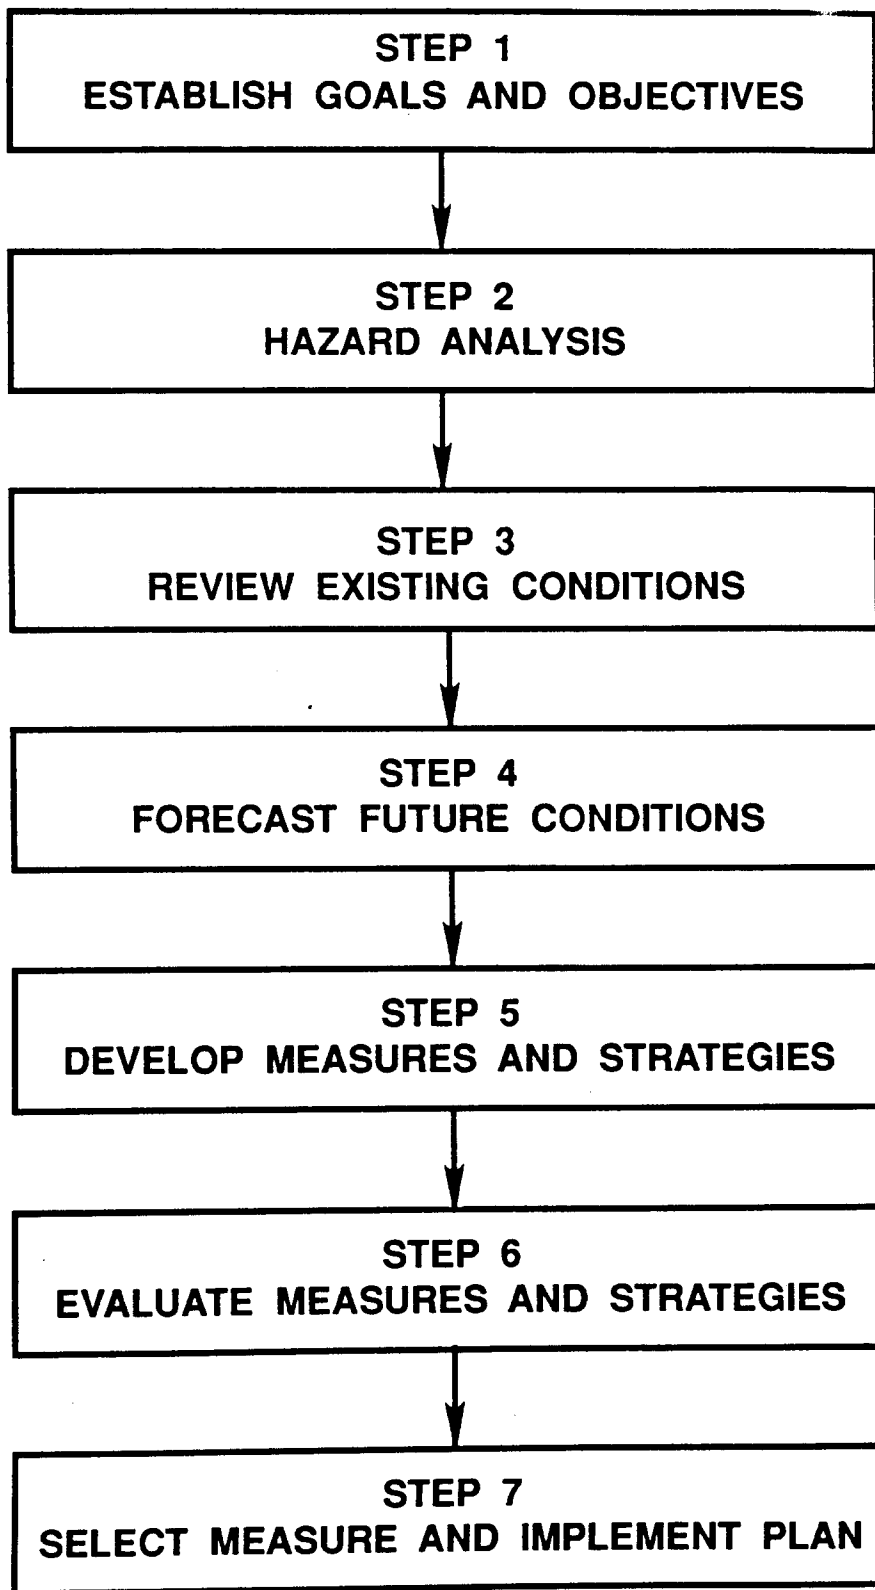 STEP 1
ESTABLISH GOALS AND OBJECTIVES
STEP 2
HAZARD ANALYSIS
STEP 3
REVIEW EXISTING CONDITIONS
STEP 4
FORECAST FUTURE CONDITIONS
STEP 5
DEVELOP MEASURES AND STRATEGIES
STEP 6
EVALUATE MEASURES AND STRATEGIES
STEP 7
SELECT MEASURE AND IMPLEMENT PLAN